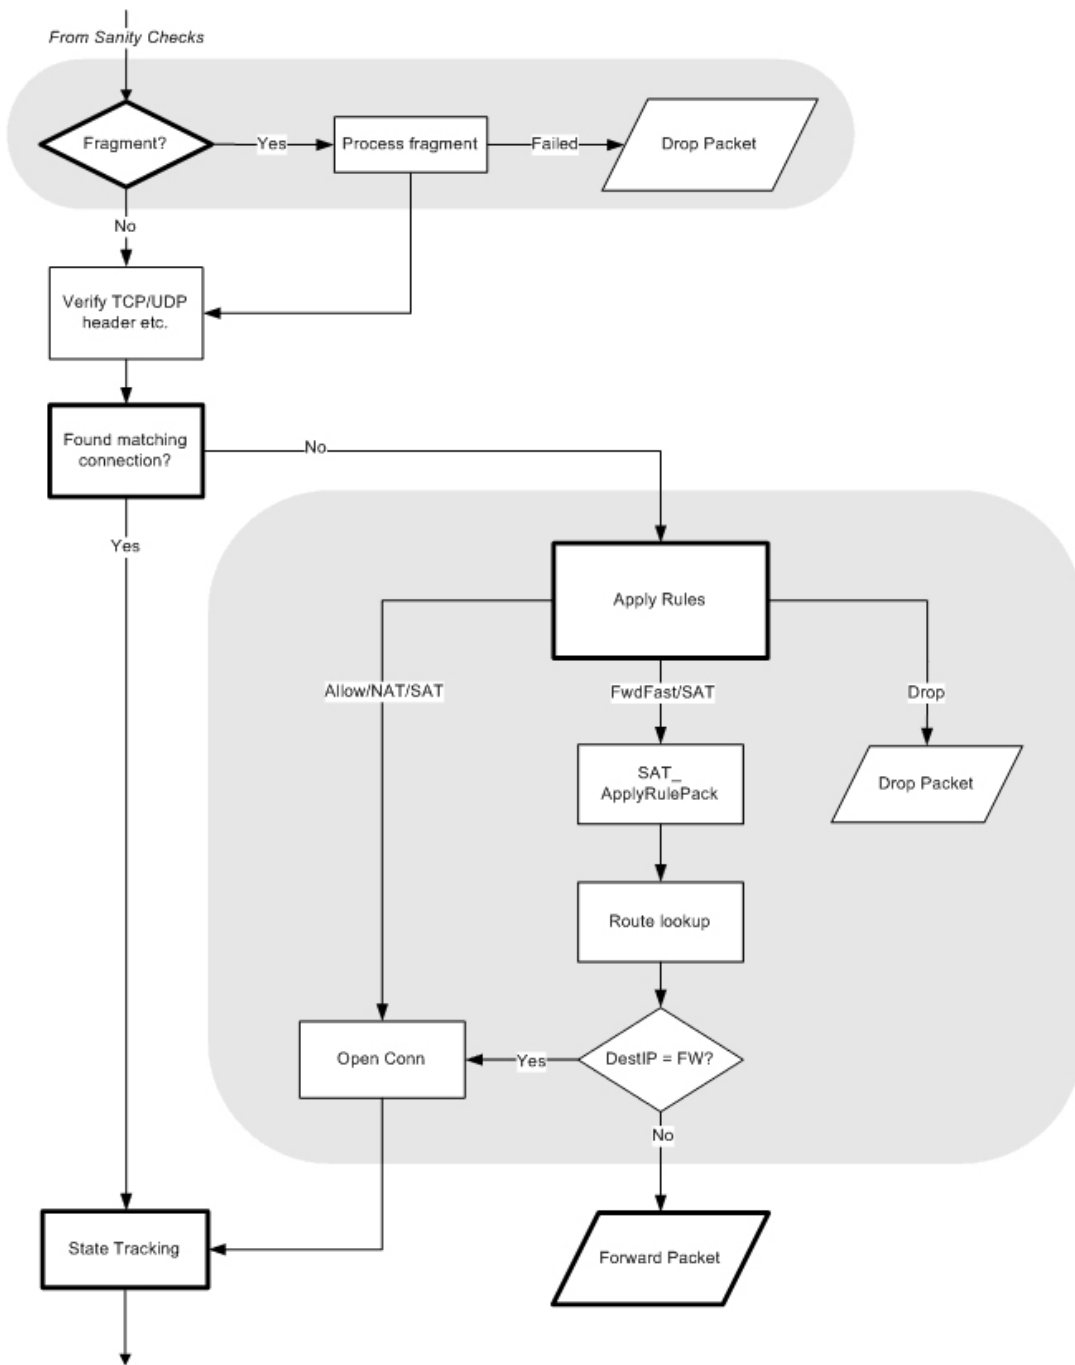 From Sanity Checks
Fragment?
Yes
Process fragment
Failed
Drop Packet
No
Verify TCP/UDP
header etc.
Found matching
connection?
No
Yes
Apply Rules
Allow/NAT/SAT
FwdFast/SAT
Drop
SAT_
ApplyRulePack
Drop Packet
Route lookup
Open Conn
Yes
DestIP = FW?
No
State Tracking
Forward Packet